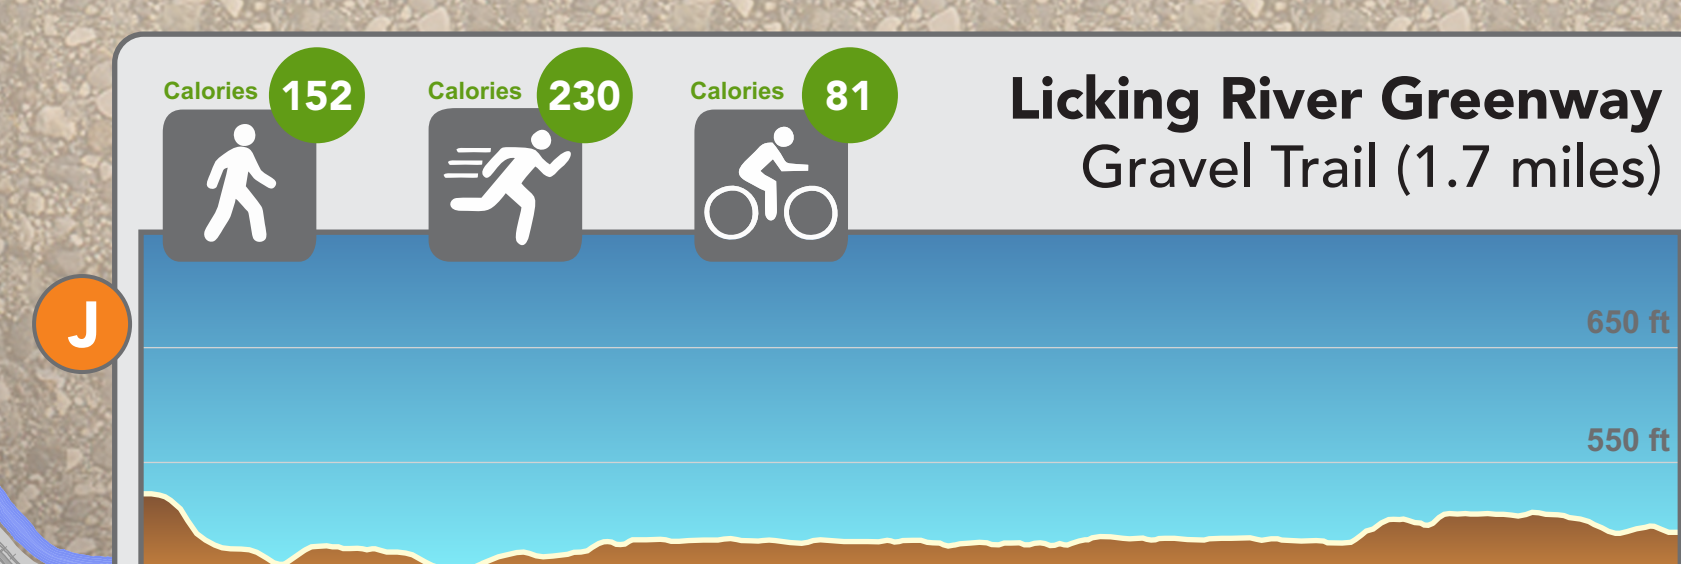 Calories 152
Calories 230
Calories 81
Licking River Greenway
Gravel Trail (1.7 miles)
J
650 ft
550 ft